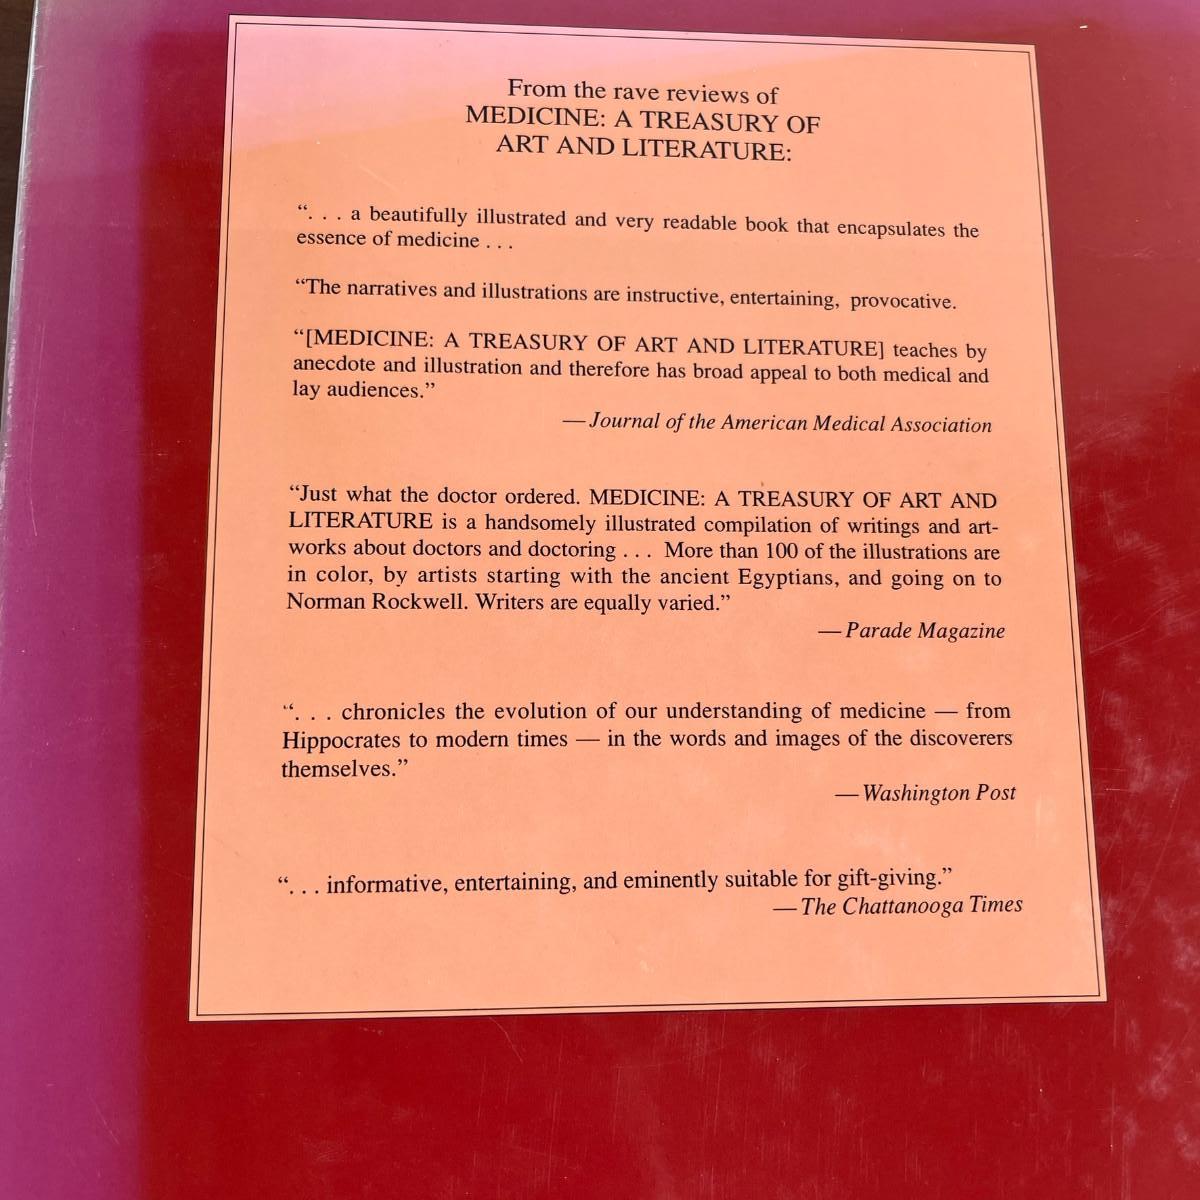 From the rave reviews of
MEDICINE: A TREASURY OF
ART AND LITERATURE:
“. . . a beautifully illustrated and very readable book that encapsulates the
essence of medicine . . .
“The narratives and illustrations are instructive, entertaining, provocative.
“[MEDICINE: A TREASURY OF ART AND LITERATURE] teaches by
anecdote and illustration and therefore has broad appeal to both medical and
lay audiences.”
— Journal of the American Medical Association
“Just what the doctor ordered. MEDICINE: A TREASURY OF ART AND
LITERATURE is a handsomely illustrated compilation of writings and art-
works about doctors and doctoring . . . More than 100 of the illustrations are
in color, by artists starting with the ancient Egyptians, and going on to
Norman Rockwell. Writers are equally varied.”
— Parade Magazine
“. . . chronicles the evolution of our understanding of medicine — from
Hippocrates to modern times — in the words and images of the discoverers
themselves.”
— Washington Post
“. . . informative, entertaining, and eminently suitable for gift-giving.”
— The Chattanooga Times